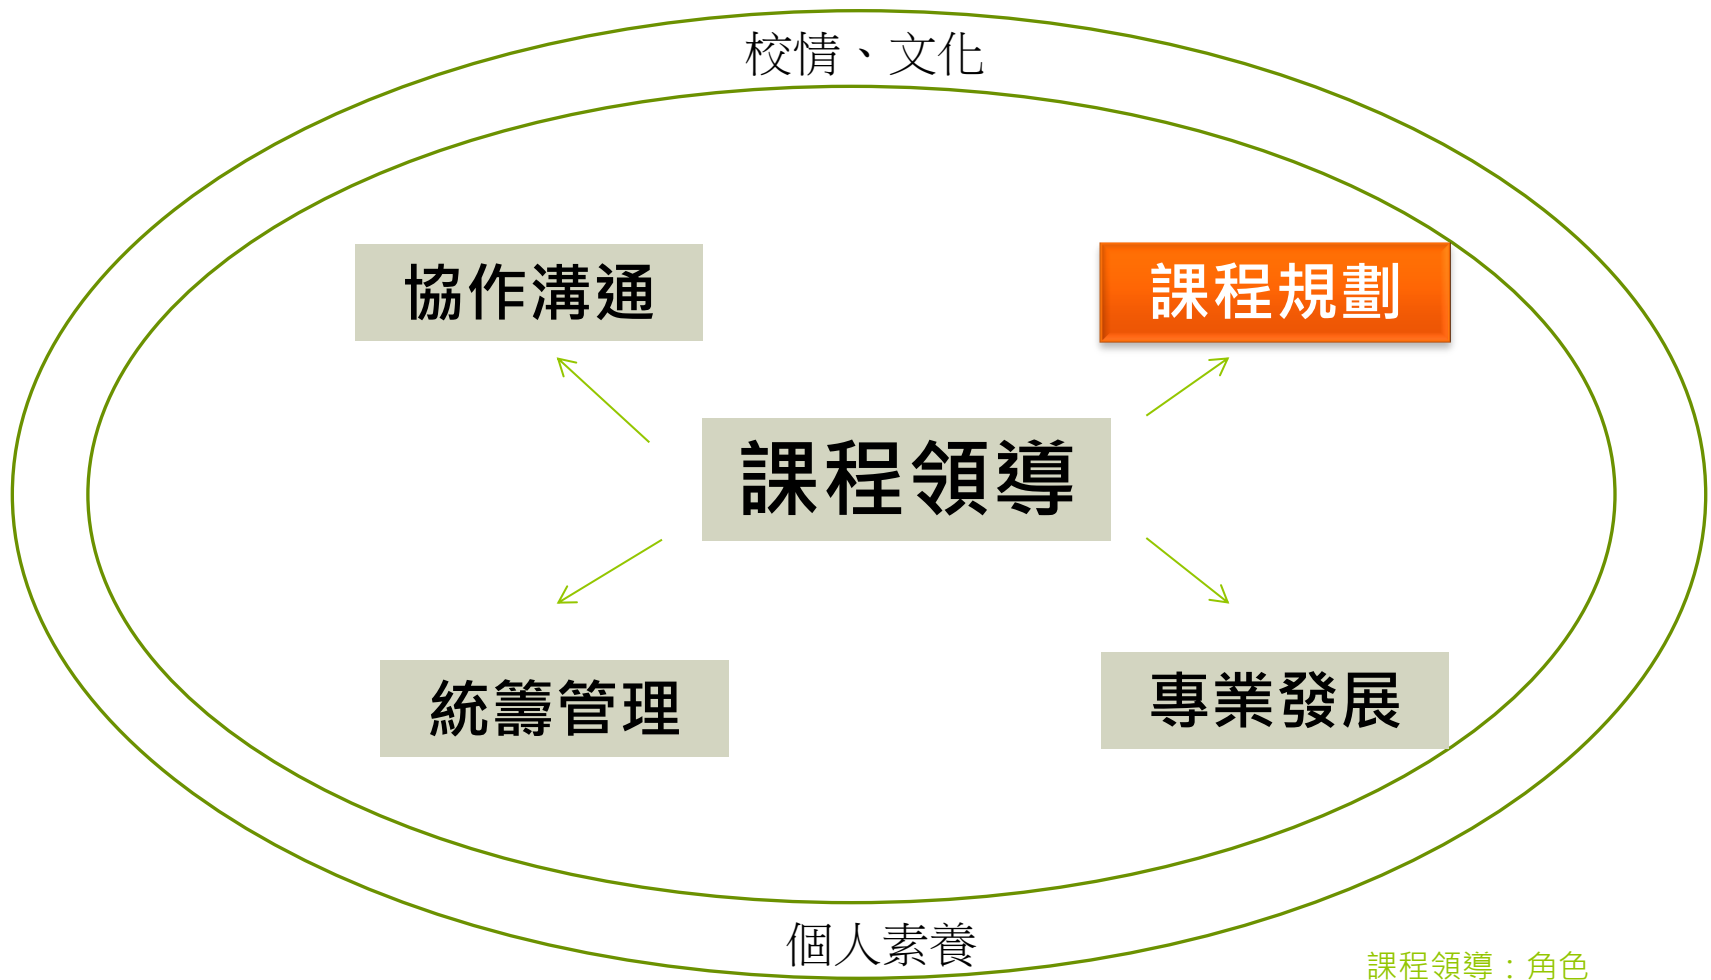 校情、文化
協作溝通
課程規劃
課程領導
統籌管理
專業發展
個人素養
課程領導：角色